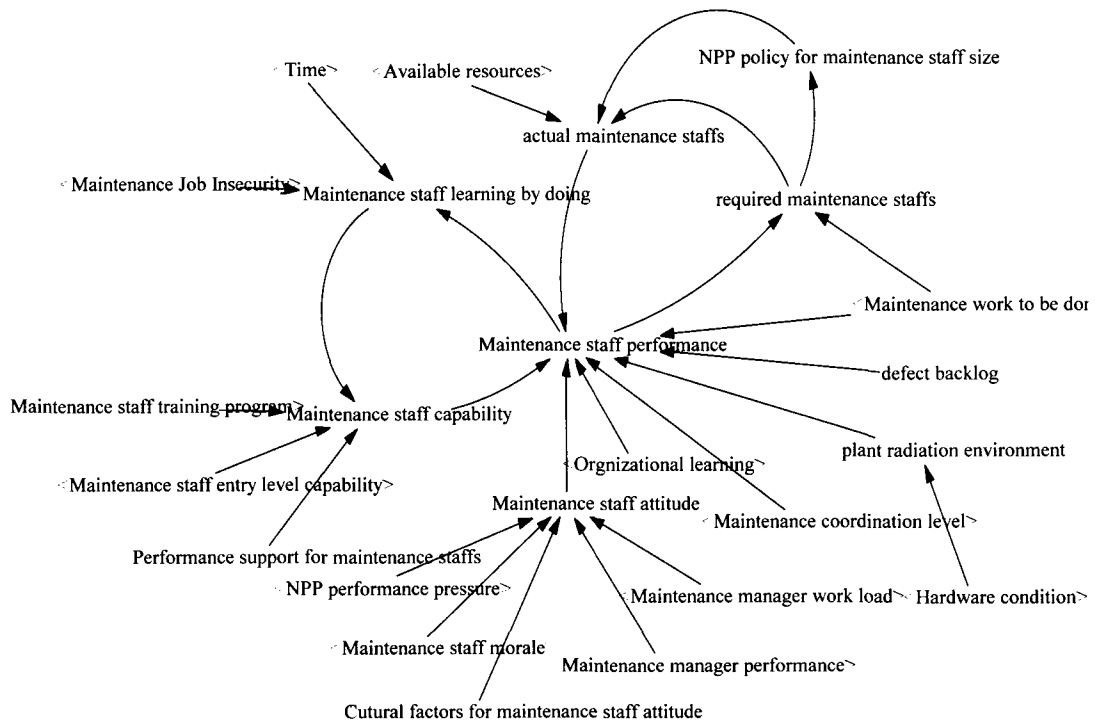 NPP policy for maintenance staff size
<Time>
<Available resources>
actual maintenance staffs
<Maintenance Job Insecurity>
Maintenance staff learning by doing
required maintenance staffs
<Maintenance work to be dor
Maintenance staff performance
defect backlog
Maintenance staff training program>
Maintenance staff capability
plant radiation environment
<Orgnizational learning>
<Maintenance staff entry level capability>
Maintenance staff attitude
<Maintenance coordination level>
Performance support for maintenance staffs
<NPP performance pressure>
<Maintenance manager work load>
<Hardware condition>
<Maintenance staff morale
Maintenance manager performance>
Cutural factors for maintenance staff attitude